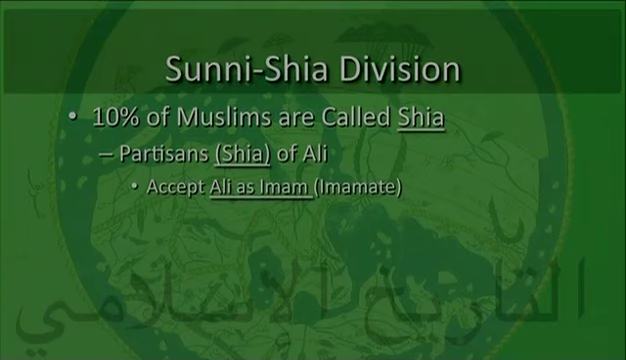 Sunni-Shia Division
• 10% of Muslims are Called Shia
– Partisans (Shia) of Ali
• Accept Ali as Imam (Imamate)
التاريخ الإسلامي